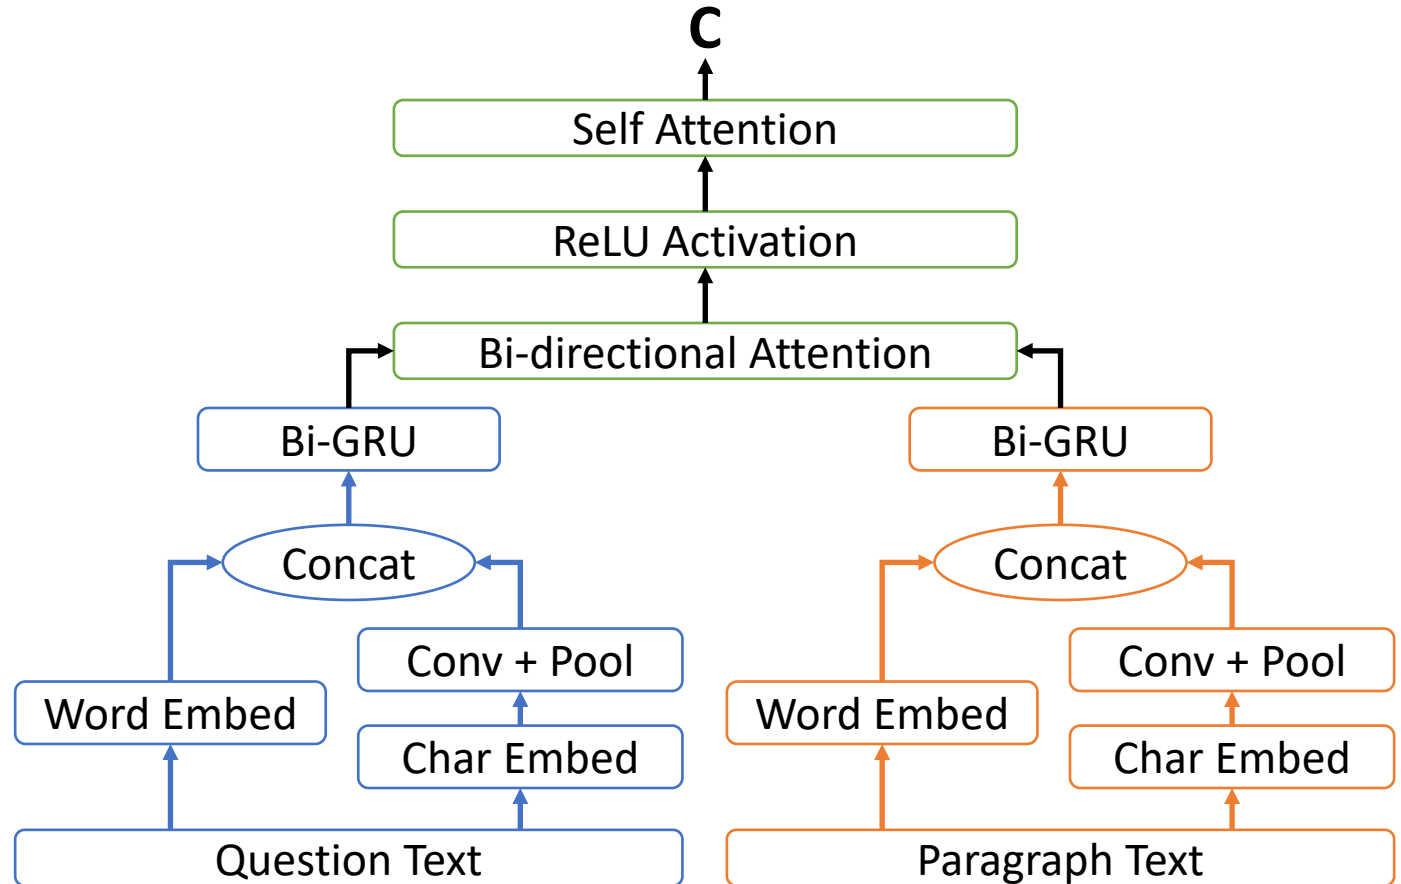 C
Self Attention
ReLU Activation
Bi-directional Attention
Bi-GRU
Bi-GRU
Concat
Concat
Conv + Pool
Conv + Pool
Word Embed
Word Embed
Char Embed
Char Embed
Question Text
Paragraph Text